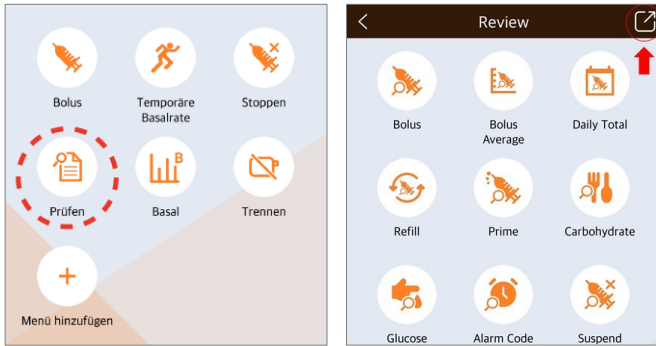 Bolus
Temporäre
Basalrate
Stoppen
Prüfen
B
Basal
Trennen
Menü hinzufügen
Review
Bolus
Bolus
Average
Daily Total
Refill
Prime
Carbohydrate
Glucose
Alarm Code
Suspend